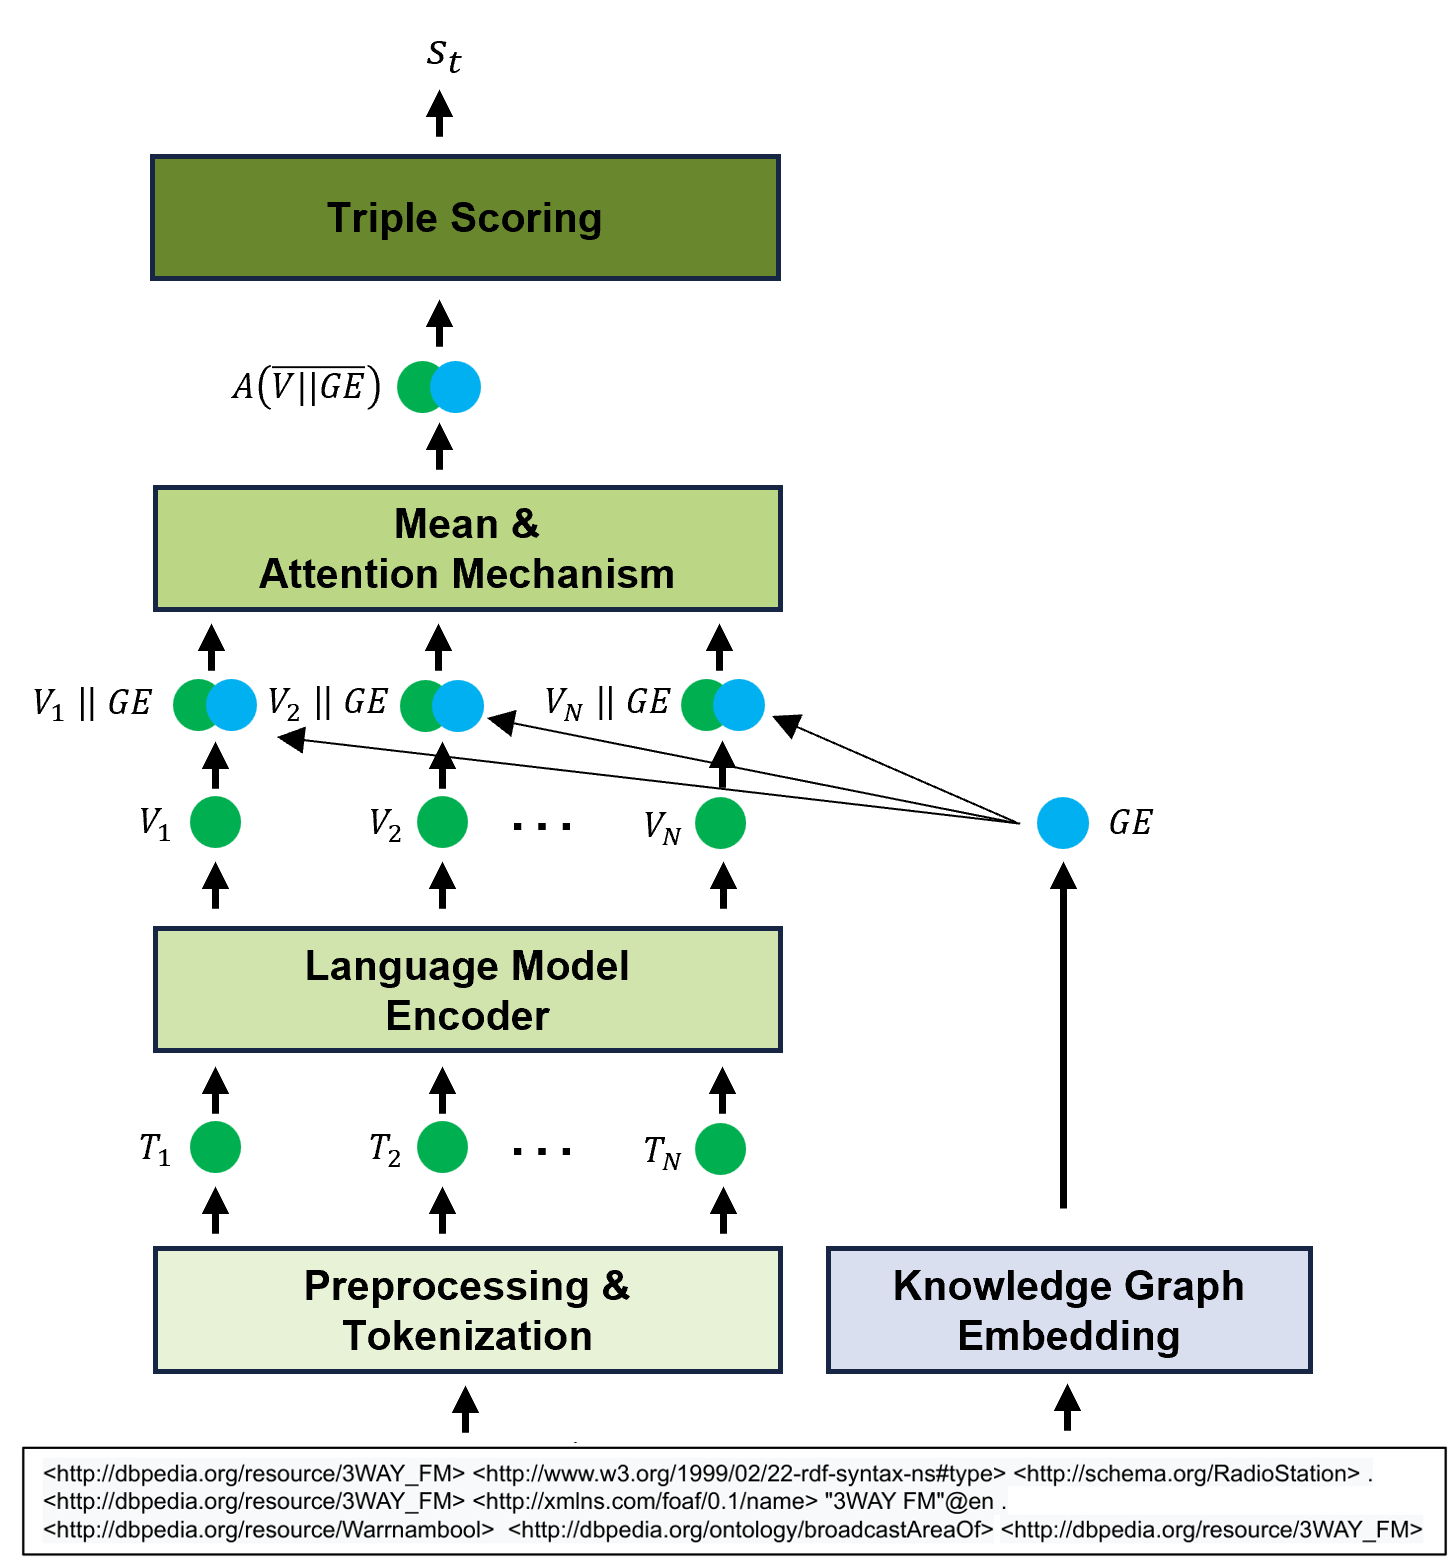 s_t
Triple Scoring
A(\overline{V||GE})
Mean &
Attention Mechanism
V_1 || GE V_2 || GE V_N || GE
V_1 V_2 ... V_N GE
Language Model
Encoder
T_1 T_2 ... T_N
Preprocessing &
Tokenization
Knowledge Graph
Embedding
<http://dbpedia.org/resource/3WAY_FM> <http://www.w3.org/1999/02/22-rdf-syntax-ns#type> <http://schema.org/RadioStation> .
<http://dbpedia.org/resource/3WAY_FM> <http://xmlns.com/foaf/0.1/name> "3WAY FM"@en .
<http://dbpedia.org/resource/Warrnambool> <http://dbpedia.org/ontology/broadcastAreaOf> <http://dbpedia.org/resource/3WAY_FM>